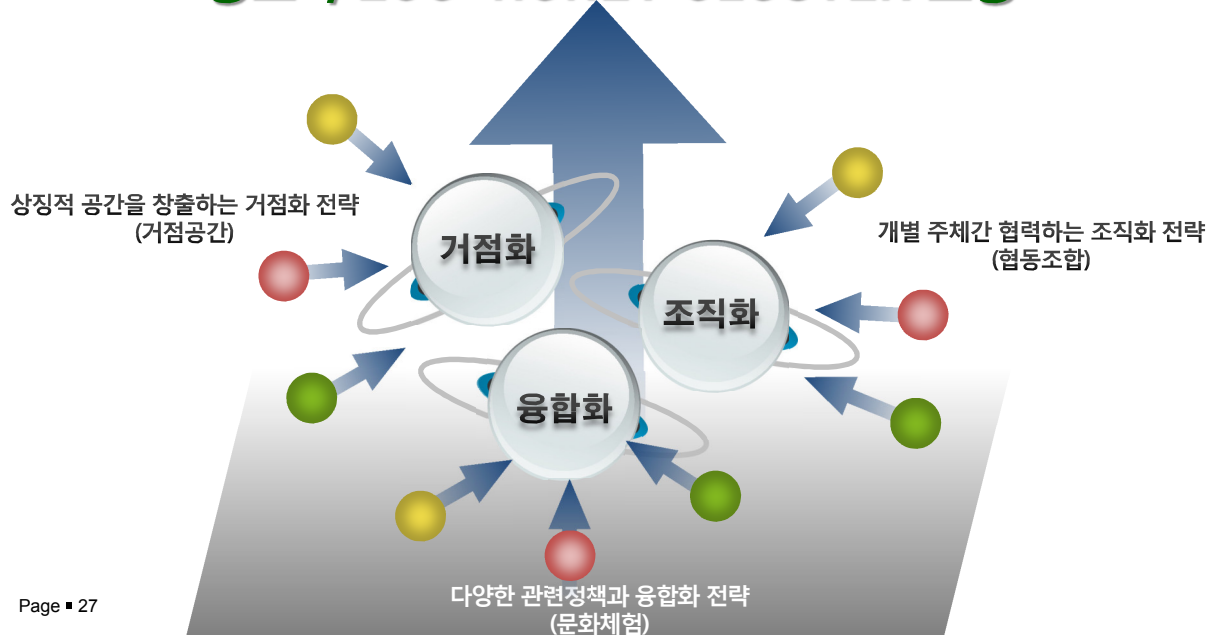 상징적 공간을 창출하는 거점화 전략
(거점공간)
거점화
개별 주체간 협력하는 조직화 전략
(협동조합)
조직화
융합화
다양한 관련정책과 융합화 전략
(문화체험)
Page ▪ 27